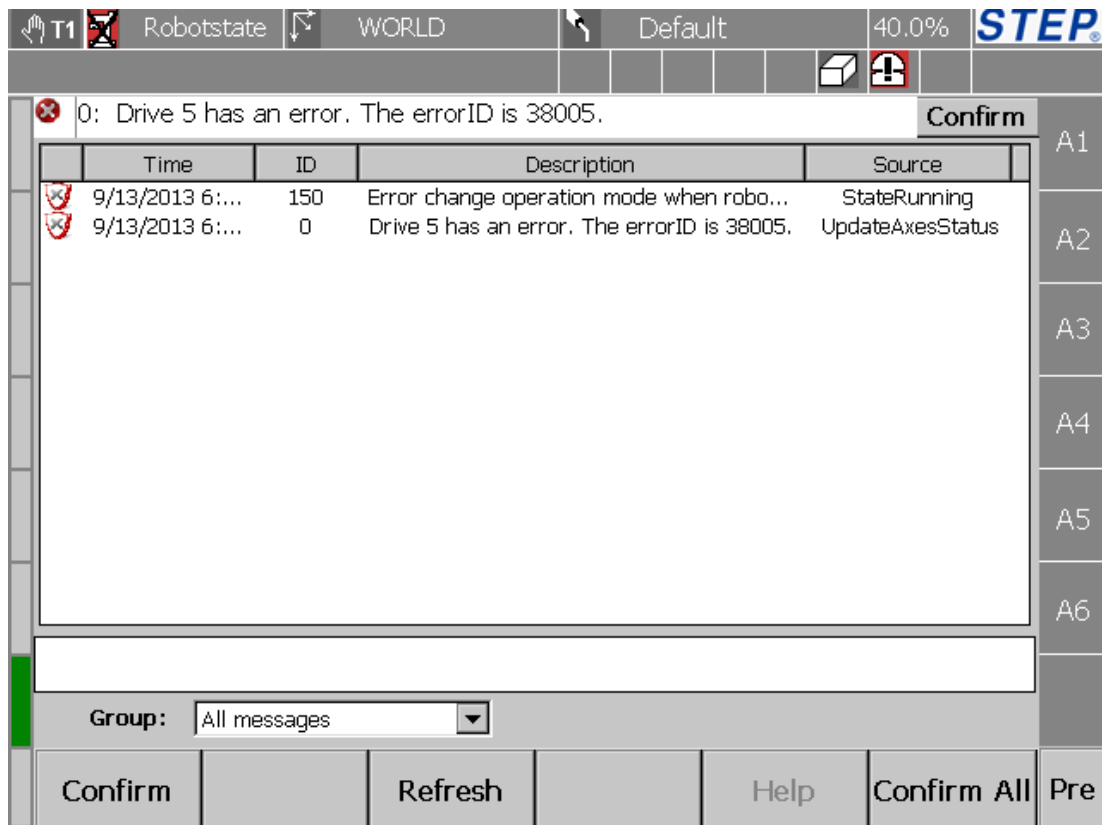 T1 Robotstate WORLD Default 40.0% STEP®
0: Drive 5 has an error. The errorID is 38005. Confirm
Time ID Description Source
9/13/2013 6:... 150 Error change operation mode when robo... StateRunning
9/13/2013 6:... 0 Drive 5 has an error. The errorID is 38005. UpdateAxesStatus
A1
A2
A3
A4
A5
A6
Group: All messages
Confirm Refresh Help Confirm All Pre